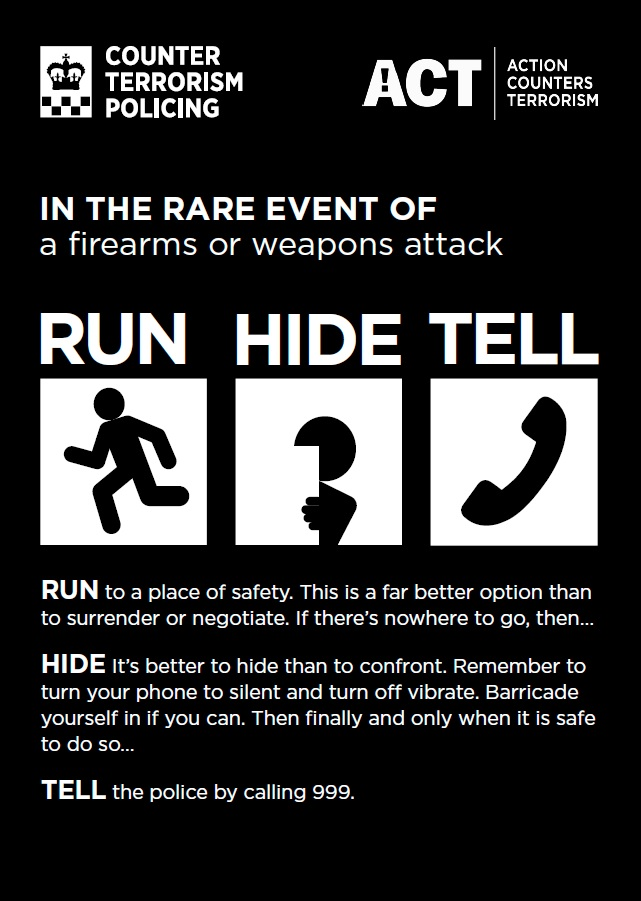 COUNTER
TERRORISM
POLICING
ACT
ACTION
COUNTERS
TERRORISM
IN THE RARE EVENT OF
a firearms or weapons attack
RUN HIDE TELL
RUN to a place of safety. This is a far better option than
to surrender or negotiate. If there’s nowhere to go, then...
HIDE It’s better to hide than to confront. Remember to
turn your phone to silent and turn off vibrate. Barricade
yourself in if you can. Then finally and only when it is safe
to do so...
TELL the police by calling 999.